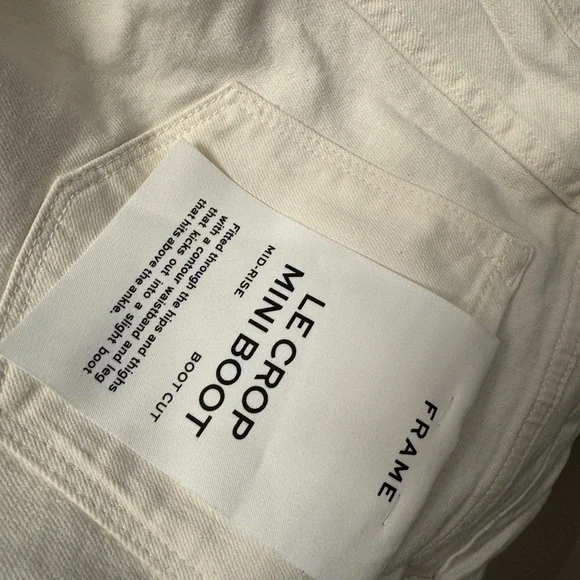 FRAME
LE CROP
MINI BOOT
MID-RISE
BOOT CUT
Fitted through the hips and thighs
with a contour waistband and leg
that kicks out into a slight boot
that hits above the ankle.